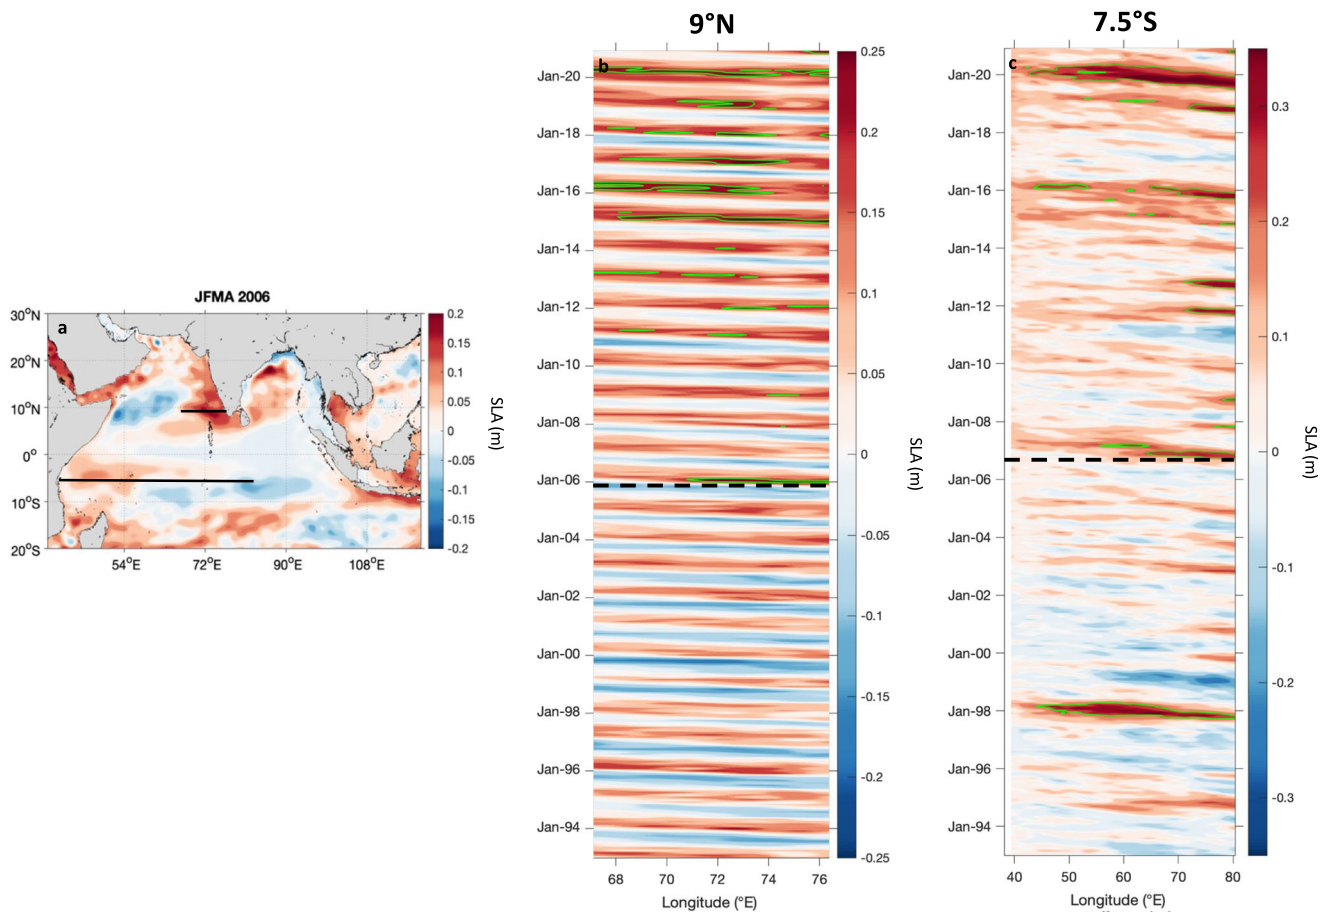 JFMA 2006
a
30°N
20°N
10°N
0°
10°S
20°S
54°E
72°E
90°E
108°E
0.2
0.15
0.1
0.05
0
-0.05
-0.1
-0.15
-0.2
SLA (m)
9°N
b
Jan-20
Jan-18
Jan-16
Jan-14
Jan-12
Jan-10
Jan-08
Jan-06
Jan-04
Jan-02
Jan-00
Jan-98
Jan-96
Jan-94
68
70
72
74
76
Longitude (°E)
0.25
0.2
0.15
0.1
0.05
0
-0.05
-0.1
-0.15
-0.2
-0.25
SLA (m)
7.5°S
c
Jan-20
Jan-18
Jan-16
Jan-14
Jan-12
Jan-10
Jan-08
Jan-06
Jan-04
Jan-02
Jan-00
Jan-98
Jan-96
Jan-94
40
50
60
70
80
Longitude (°E)
0.3
0.2
0.1
0
-0.1
-0.2
-0.3
SLA (m)